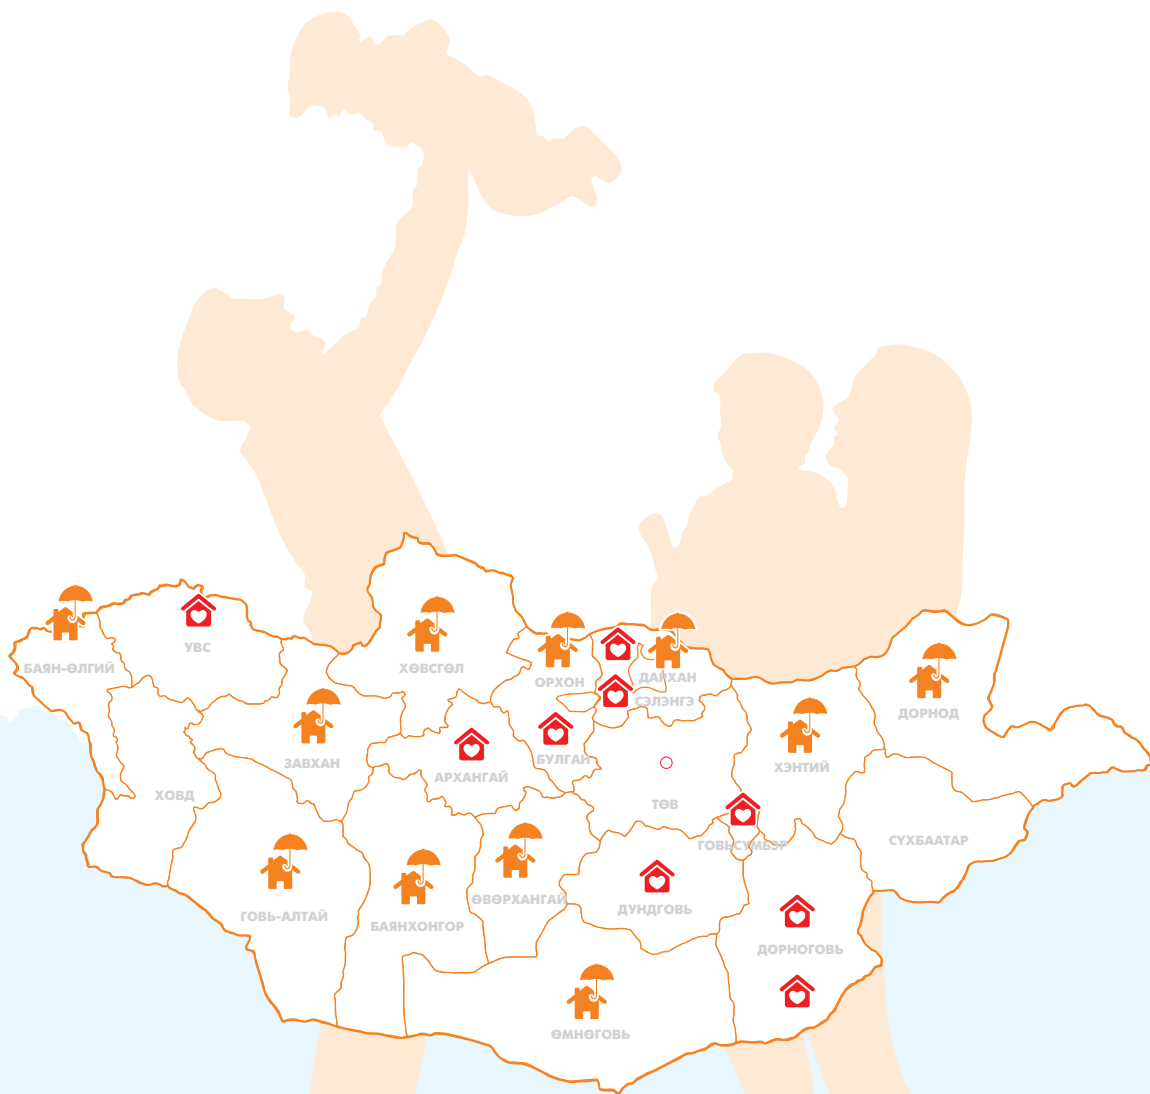 УВС
БАЯН-ӨЛГИЙ
ХӨВСГӨЛ
ОРХОН
ДАРХАН
СЭЛЭНГЭ
ДОРНОД
ЗАВХАН
АРХАНГАЙ
БУЛГАН
ХЭНТИЙ
ХОВД
ТӨВ
ГОВЬСҮМБЭР
СҮХБААТАР
ГОВЬ-АЛТАЙ
БАЯНХОНГОР
ӨВӨРХАНГАЙ
ДУНДГОВЬ
ДОРНОГОВЬ
ӨМНӨГОВЬ